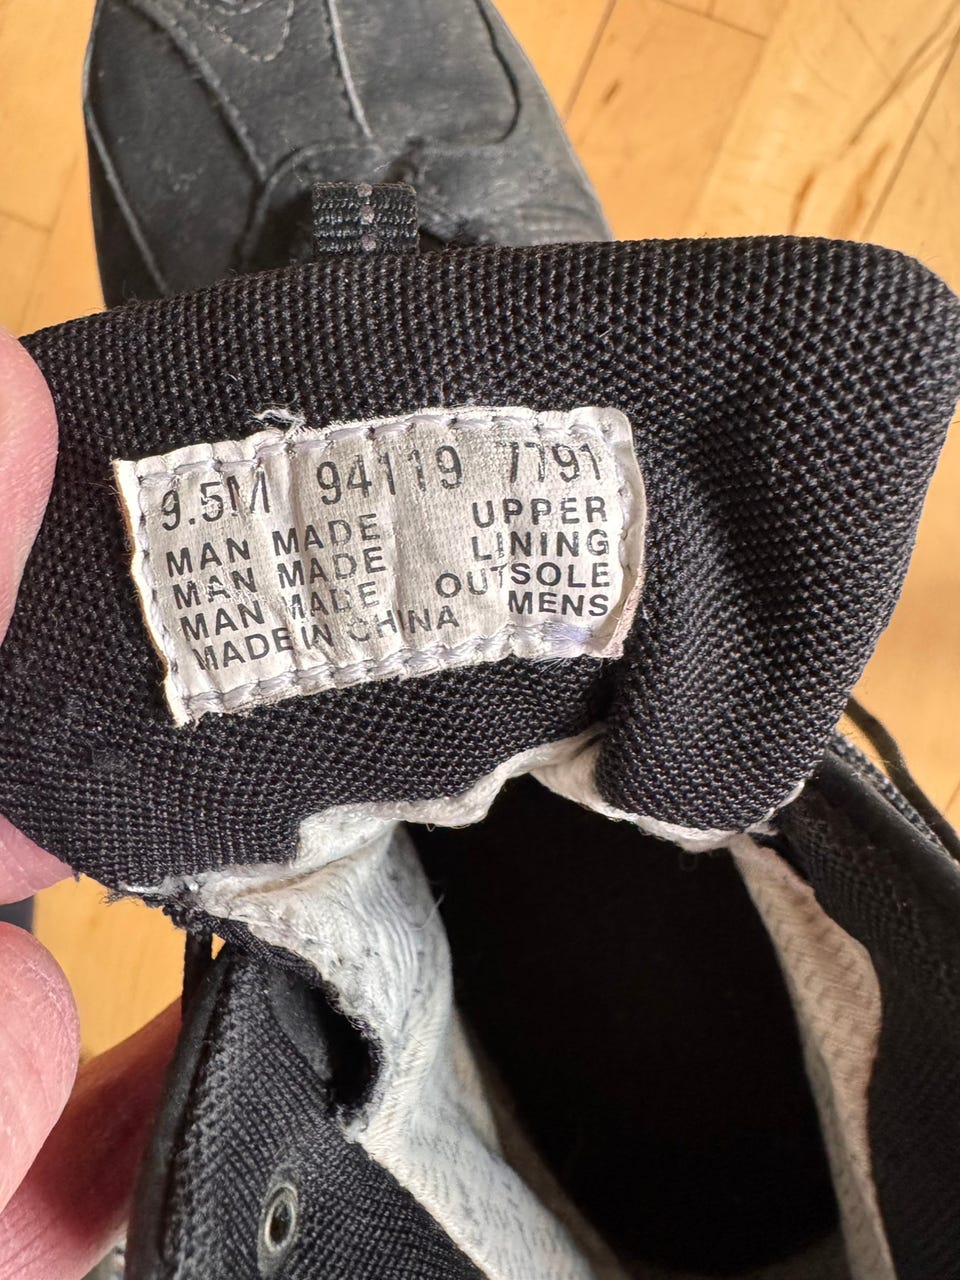 9.5M 94119 7791
MAN MADE UPPER
MAN MADE LINING
MAN MADE OUTSOLE
MADE IN CHINA MENS